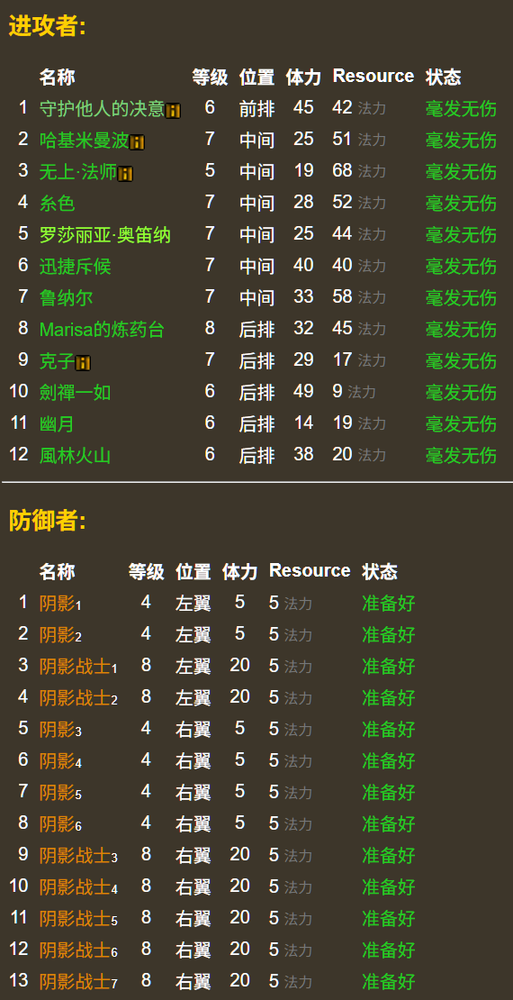 进攻者:
名称 等级 位置 体力 Resource 状态
1 守护他人的决意 6 前排 45 42 法力 毫发无伤
2 哈基米曼波 7 中间 25 51 法力 毫发无伤
3 无上·法师 5 中间 19 68 法力 毫发无伤
4 糸色 7 中间 28 52 法力 毫发无伤
5 罗莎丽亚·奥笛纳 7 中间 25 44 法力 毫发无伤
6 迅捷斥候 7 中间 40 40 法力 毫发无伤
7 鲁纳尔 7 中间 33 58 法力 毫发无伤
8 Marisa的炼药台 8 后排 32 45 法力 毫发无伤
9 克子 7 后排 29 17 法力 毫发无伤
10 劍禪一如 6 后排 49 9 法力 毫发无伤
11 幽月 6 后排 14 19 法力 毫发无伤
12 風林火山 6 后排 38 20 法力 毫发无伤
防御者:
名称 等级 位置 体力 Resource 状态
1 阴影1 4 左翼 5 5 法力 准备好
2 阴影2 4 左翼 5 5 法力 准备好
3 阴影战士1 8 左翼 20 5 法力 准备好
4 阴影战士2 8 左翼 20 5 法力 准备好
5 阴影3 4 右翼 5 5 法力 准备好
6 阴影4 4 右翼 5 5 法力 准备好
7 阴影5 4 右翼 5 5 法力 准备好
8 阴影6 4 右翼 5 5 法力 准备好
9 阴影战士3 8 右翼 20 5 法力 准备好
10 阴影战士4 8 右翼 20 5 法力 准备好
11 阴影战士5 8 右翼 20 5 法力 准备好
12 阴影战士6 8 右翼 20 5 法力 准备好
13 阴影战士7 8 右翼 20 5 法力 准备好